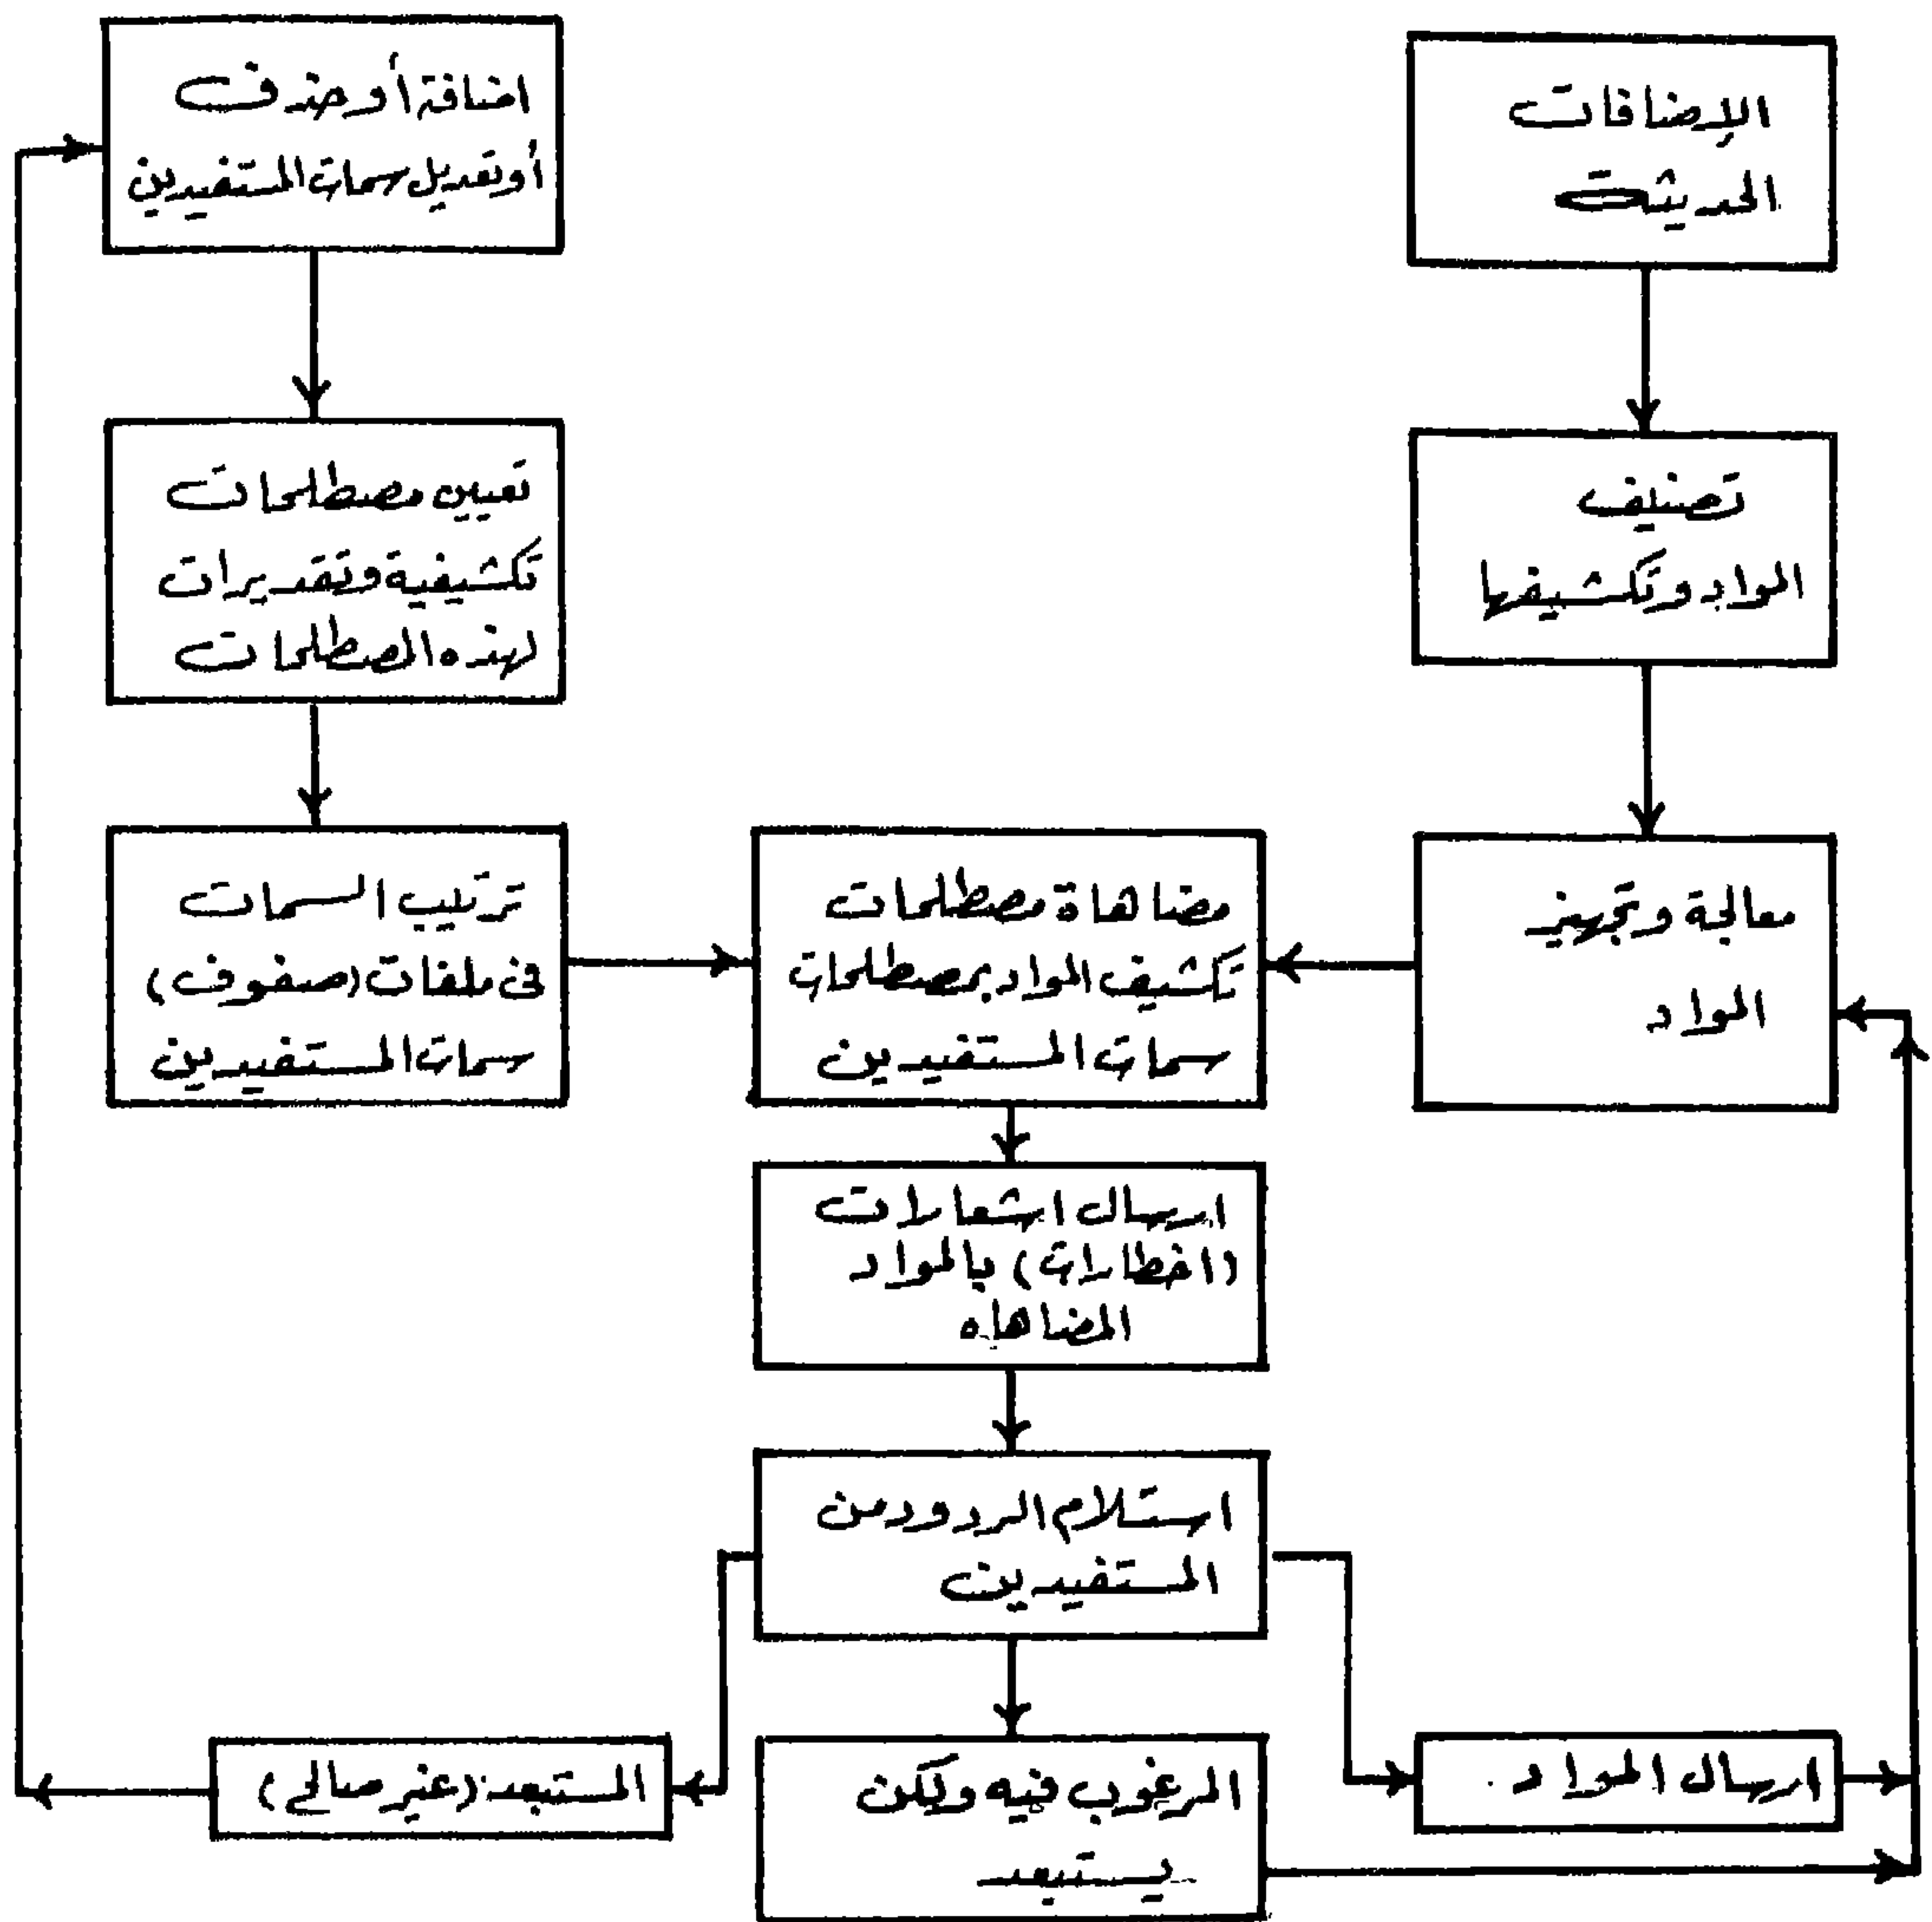 الإضافات
الحديثة
تصنيف
المواد وتكشيفها
معالجة وتجهيز
المواد
اضافة أو حذف
أو تعديل سمات المستفيدين
تعيين مصطلحات
تكشيفية وتقديرات
لهذه المصطلحات
ترتيب السمات
فى ملفات (صفوف)
سمات المستفيدين
مضاهاة مصطلحات
تكشيف المواد بمصطلحات
سمات المستفيدين
ارسال اشعارات
(اخطارات) بالمواد
المضاهاه
استلام الردود من
المستفيدين
ارسال المواد
المرغوب فيه ولكن
يستبعد
المستبعد (غير صالح)